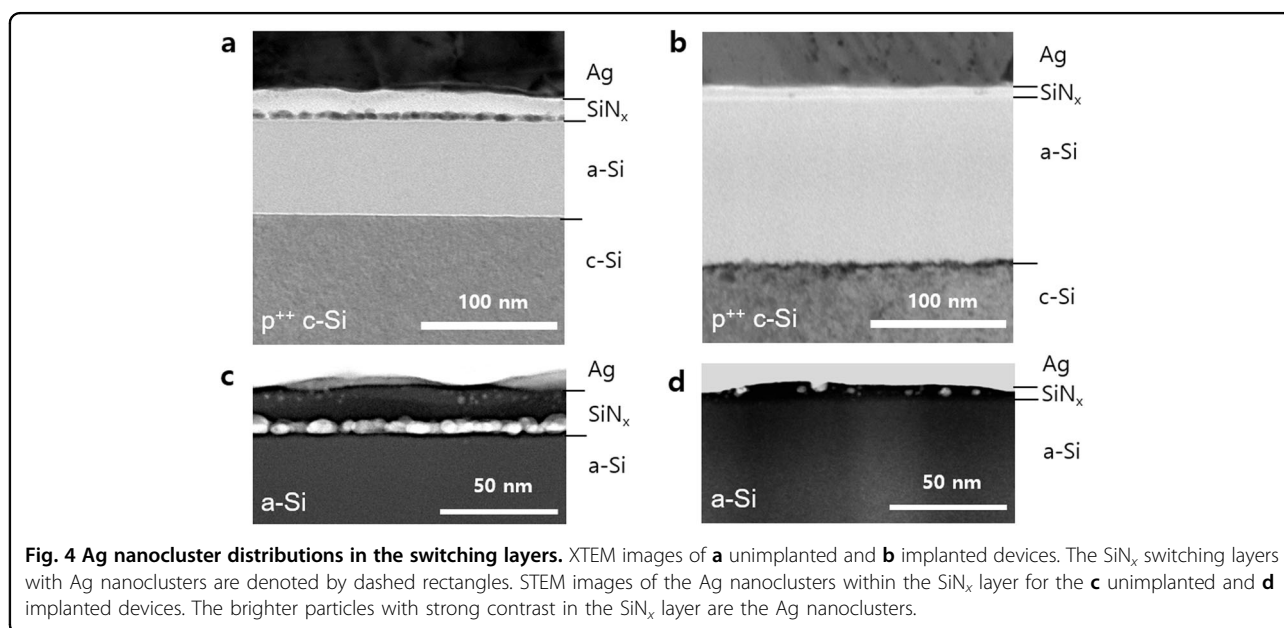 a
Ag
SiNₓ
a-Si
c-Si
100 nm
p⁺⁺ c-Si
b
Ag
SiNₓ
a-Si
c-Si
100 nm
p⁺⁺ c-Si
c
Ag
SiNₓ
a-Si
50 nm
a-Si
d
Ag
SiNₓ
a-Si
50 nm
a-Si
Fig. 4 Ag nanocluster distributions in the switching layers. XTEM images of a unimplanted and b implanted devices. The SiNₓ switching layers
with Ag nanoclusters are denoted by dashed rectangles. STEM images of the Ag nanoclusters within the SiNₓ layer for the c unimplanted and d
implanted devices. The brighter particles with strong contrast in the SiNₓ layer are the Ag nanoclusters.